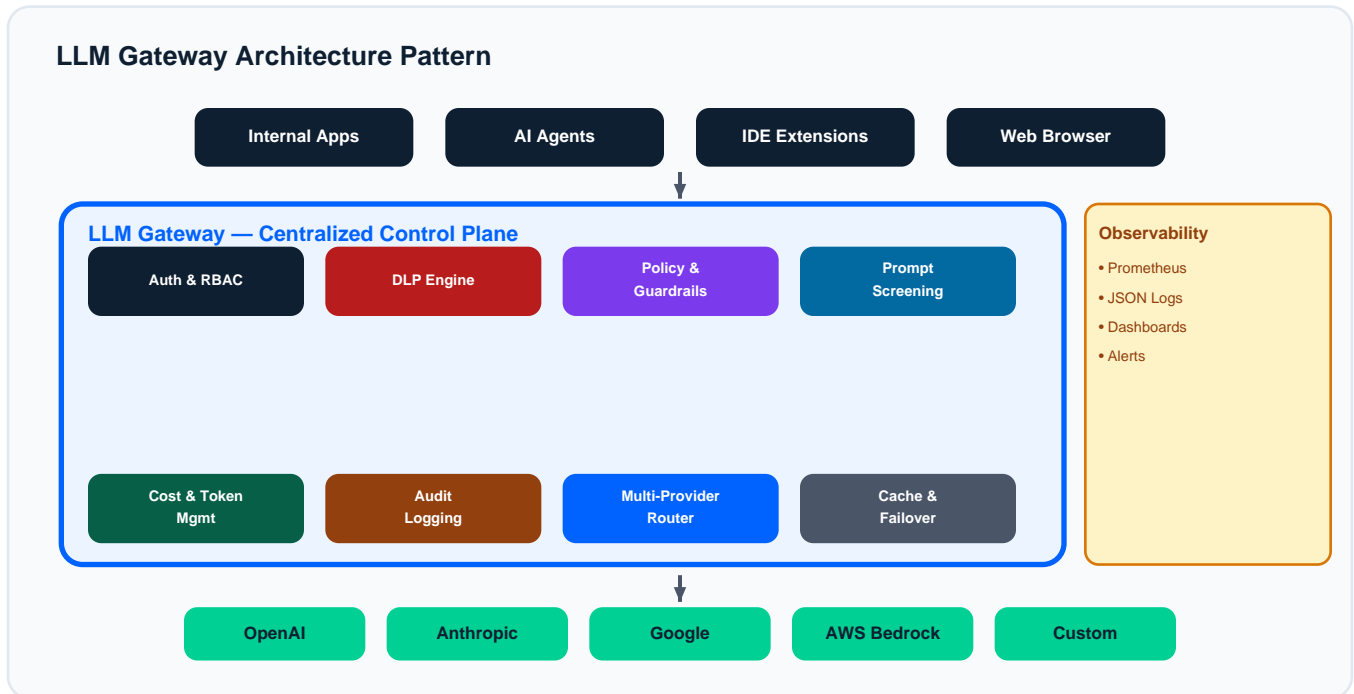 LLM Gateway Architecture Pattern
Internal Apps
AI Agents
IDE Extensions
Web Browser
LLM Gateway — Centralized Control Plane
Auth & RBAC
DLP Engine
Policy &
Guardrails
Prompt
Screening
Cost & Token
Mgmt
Audit
Logging
Multi-Provider
Router
Cache &
Failover
Observability
• Prometheus
• JSON Logs
• Dashboards
• Alerts
OpenAI
Anthropic
Google
AWS Bedrock
Custom